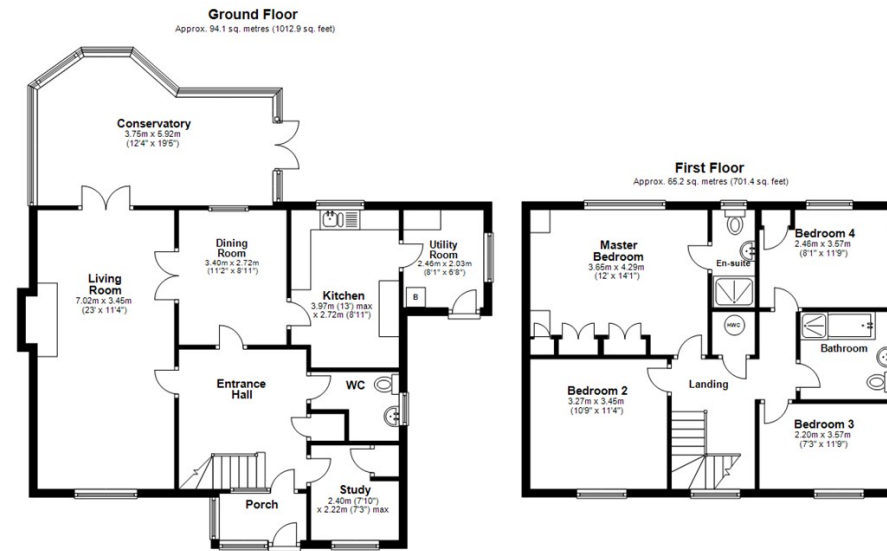 Ground Floor
Approx. 94.1 sq. metres (1012.9 sq. feet)
Conservatory
3.75m x 5.92m
(12'4" x 19'5")
Living
Room
7.02m x 3.45m
(23' x 11'4")
Dining
Room
3.40m x 2.72m
(11'2" x 8'11")
Kitchen
3.97m (13') max
x 2.72m (8'11")
Utility
Room
2.46m x 2.03m
(8'1" x 6'8")
B
Entrance
Hall
WC
Porch
Study
2.40m (7'10")
x 2.22m (7'3") max
First Floor
Approx. 65.2 sq. metres (701.4 sq. feet)
Master
Bedroom
3.65m x 4.29m
(12' x 14'1")
En-suite
Bedroom 4
2.46m x 3.57m
(8'1" x 11'9")
HWC
Bathroom
Bedroom 2
3.27m x 3.45m
(10'9" x 11'4")
Landing
Bedroom 3
2.20m x 3.57m
(7'3" x 11'9")